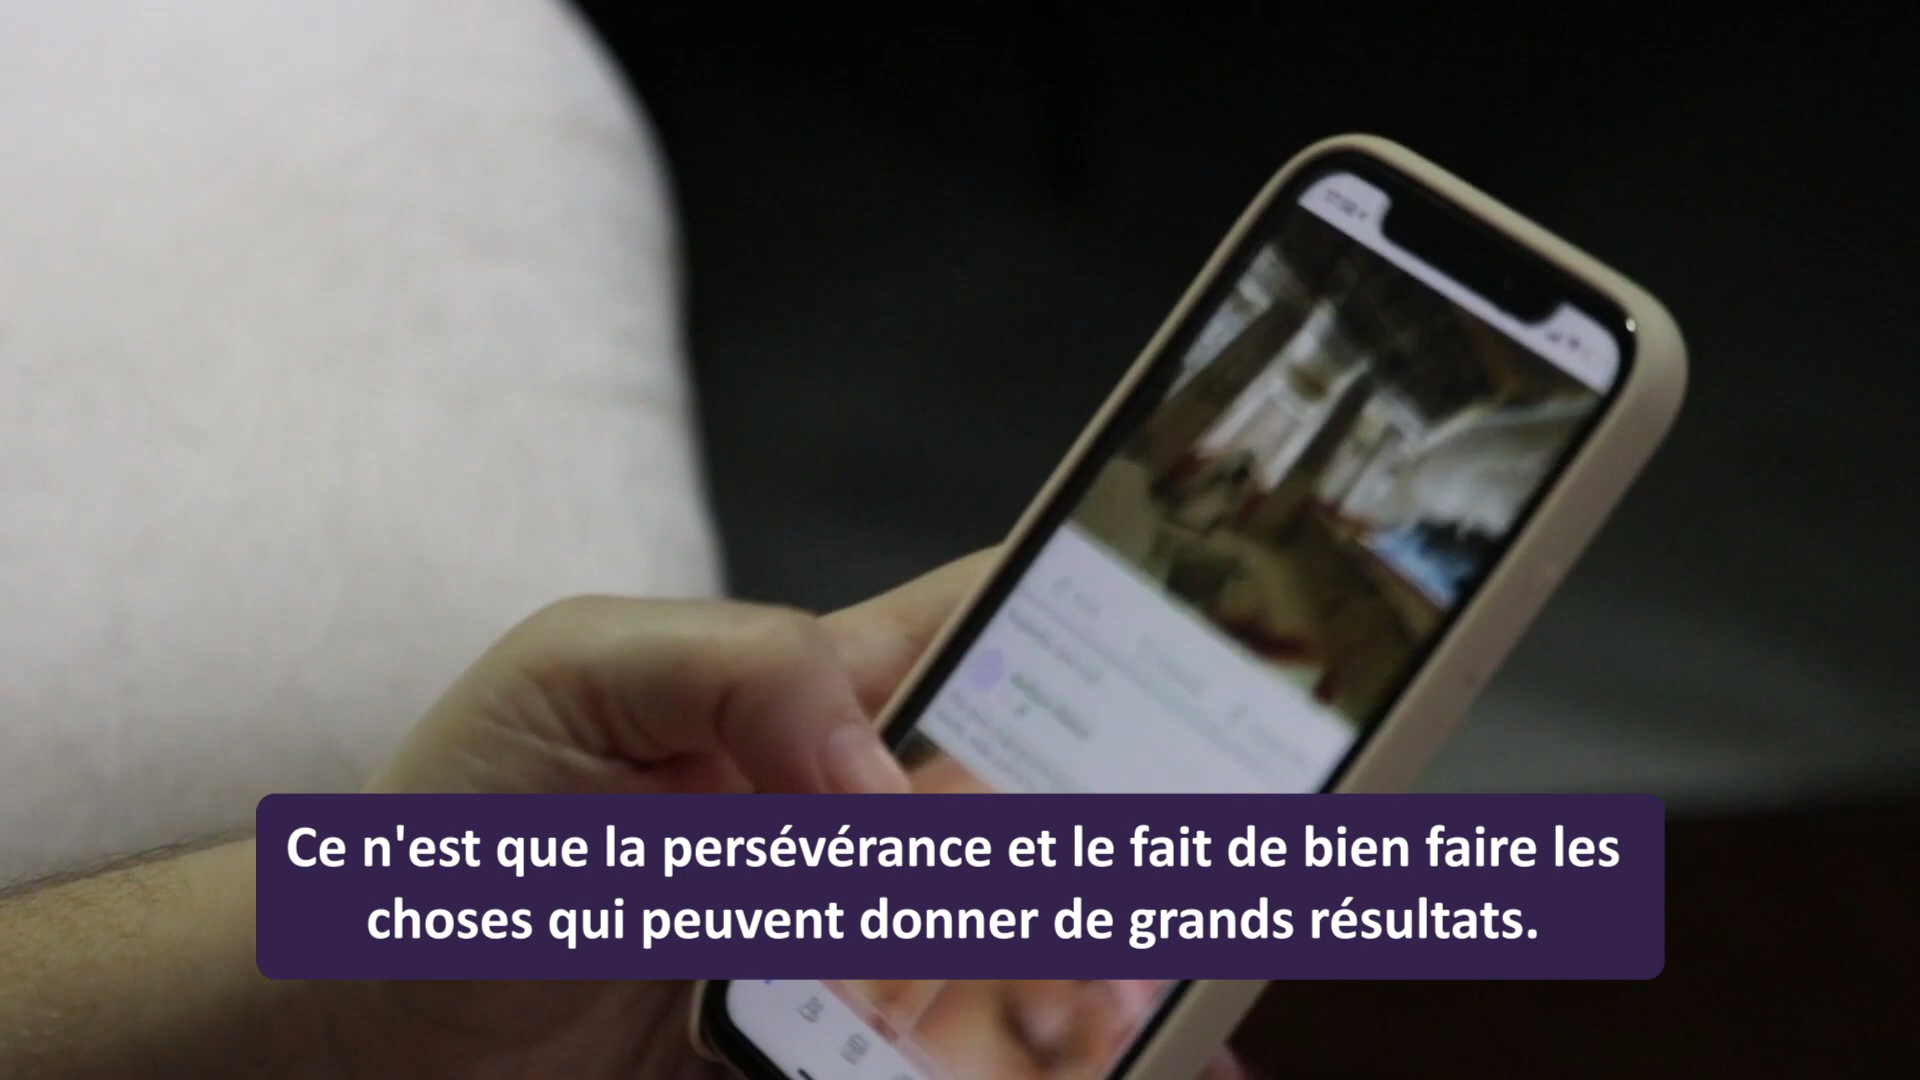 Ce n'est que la persévérance et le fait de bien faire les
choses qui peuvent donner de grands résultats.